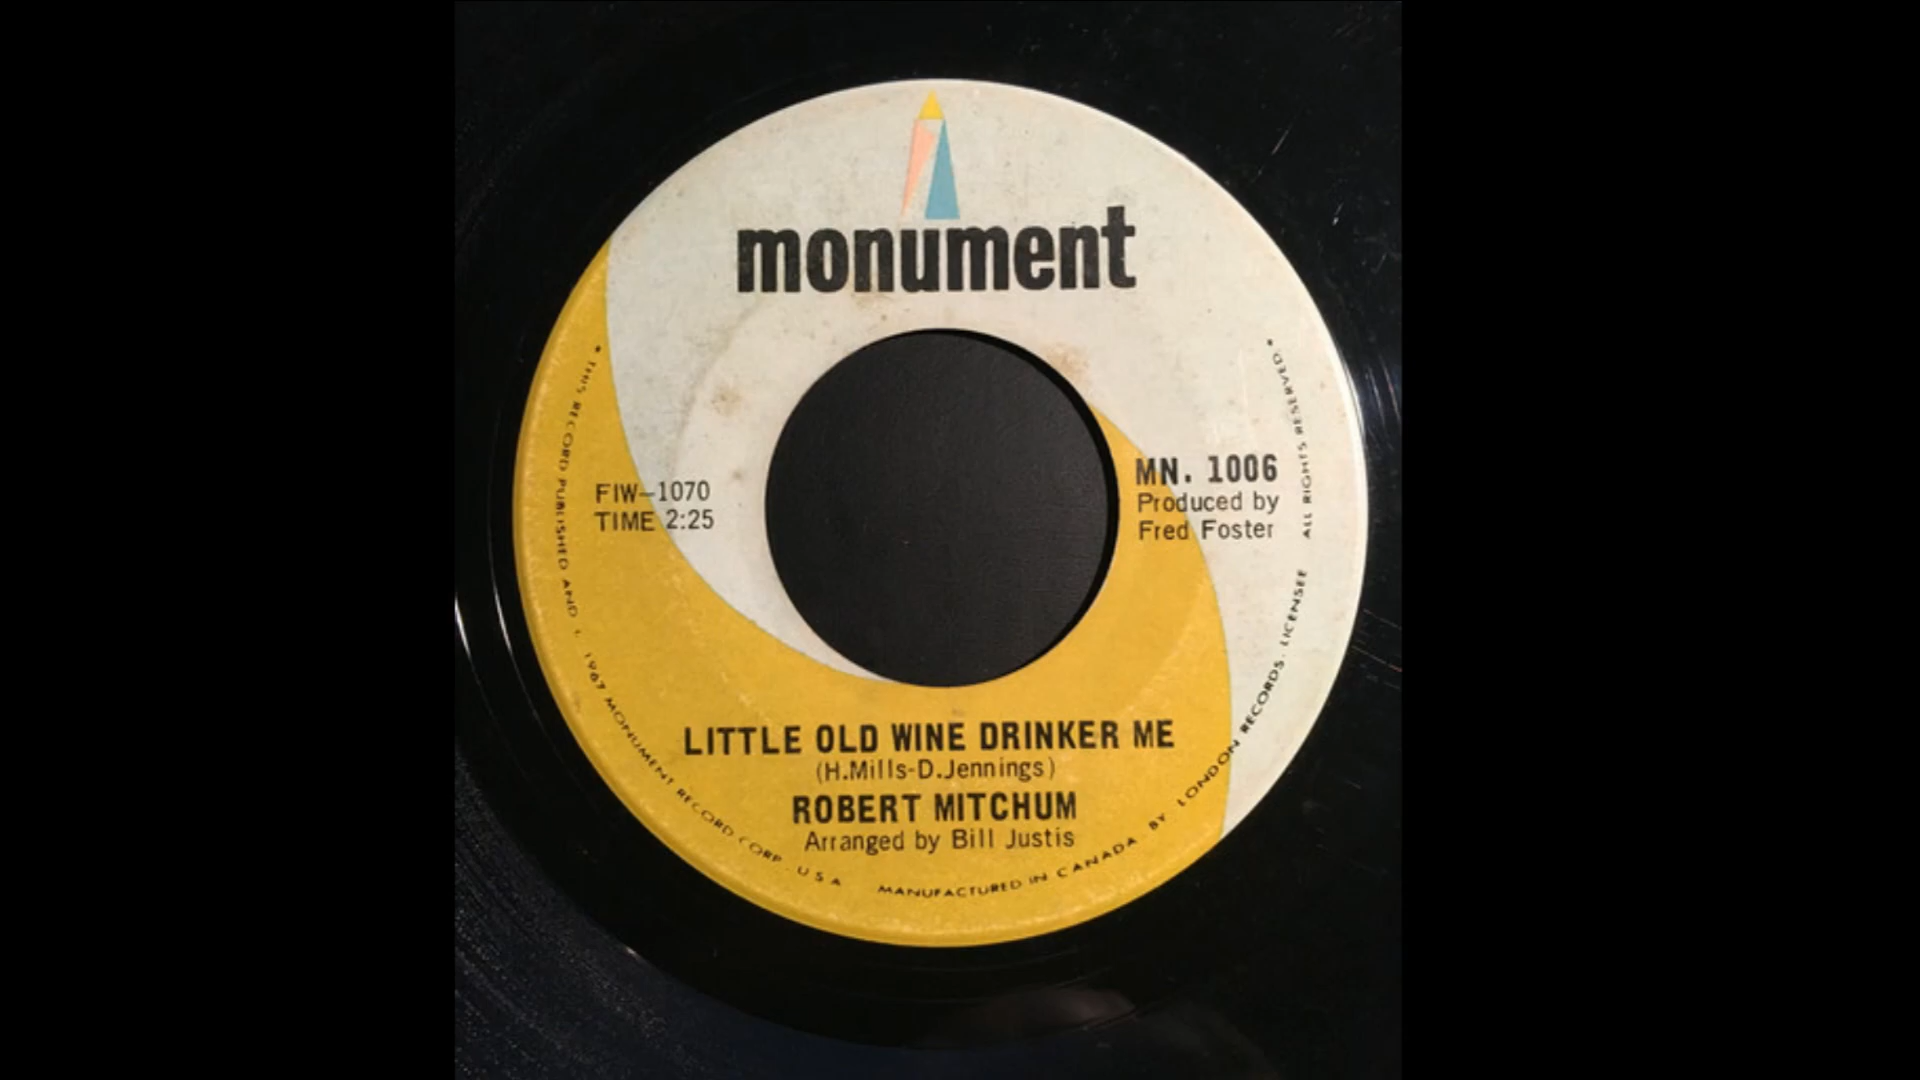 monument
FIW-1070
TIME 2:25
MN. 1006
Produced by
Fred Foster
LITTLE OLD WINE DRINKER ME
(H.Mills-D.Jennings)
ROBERT MITCHUM
Arranged by Bill Justis
• THIS RECORD PUBLISHED AND 1967 MONUMENT RECORD CORP. U S A MANUFACTURED IN CANADA BY LONDON RECORDS. LICENSEE ALL RIGHTS RESERVED. •